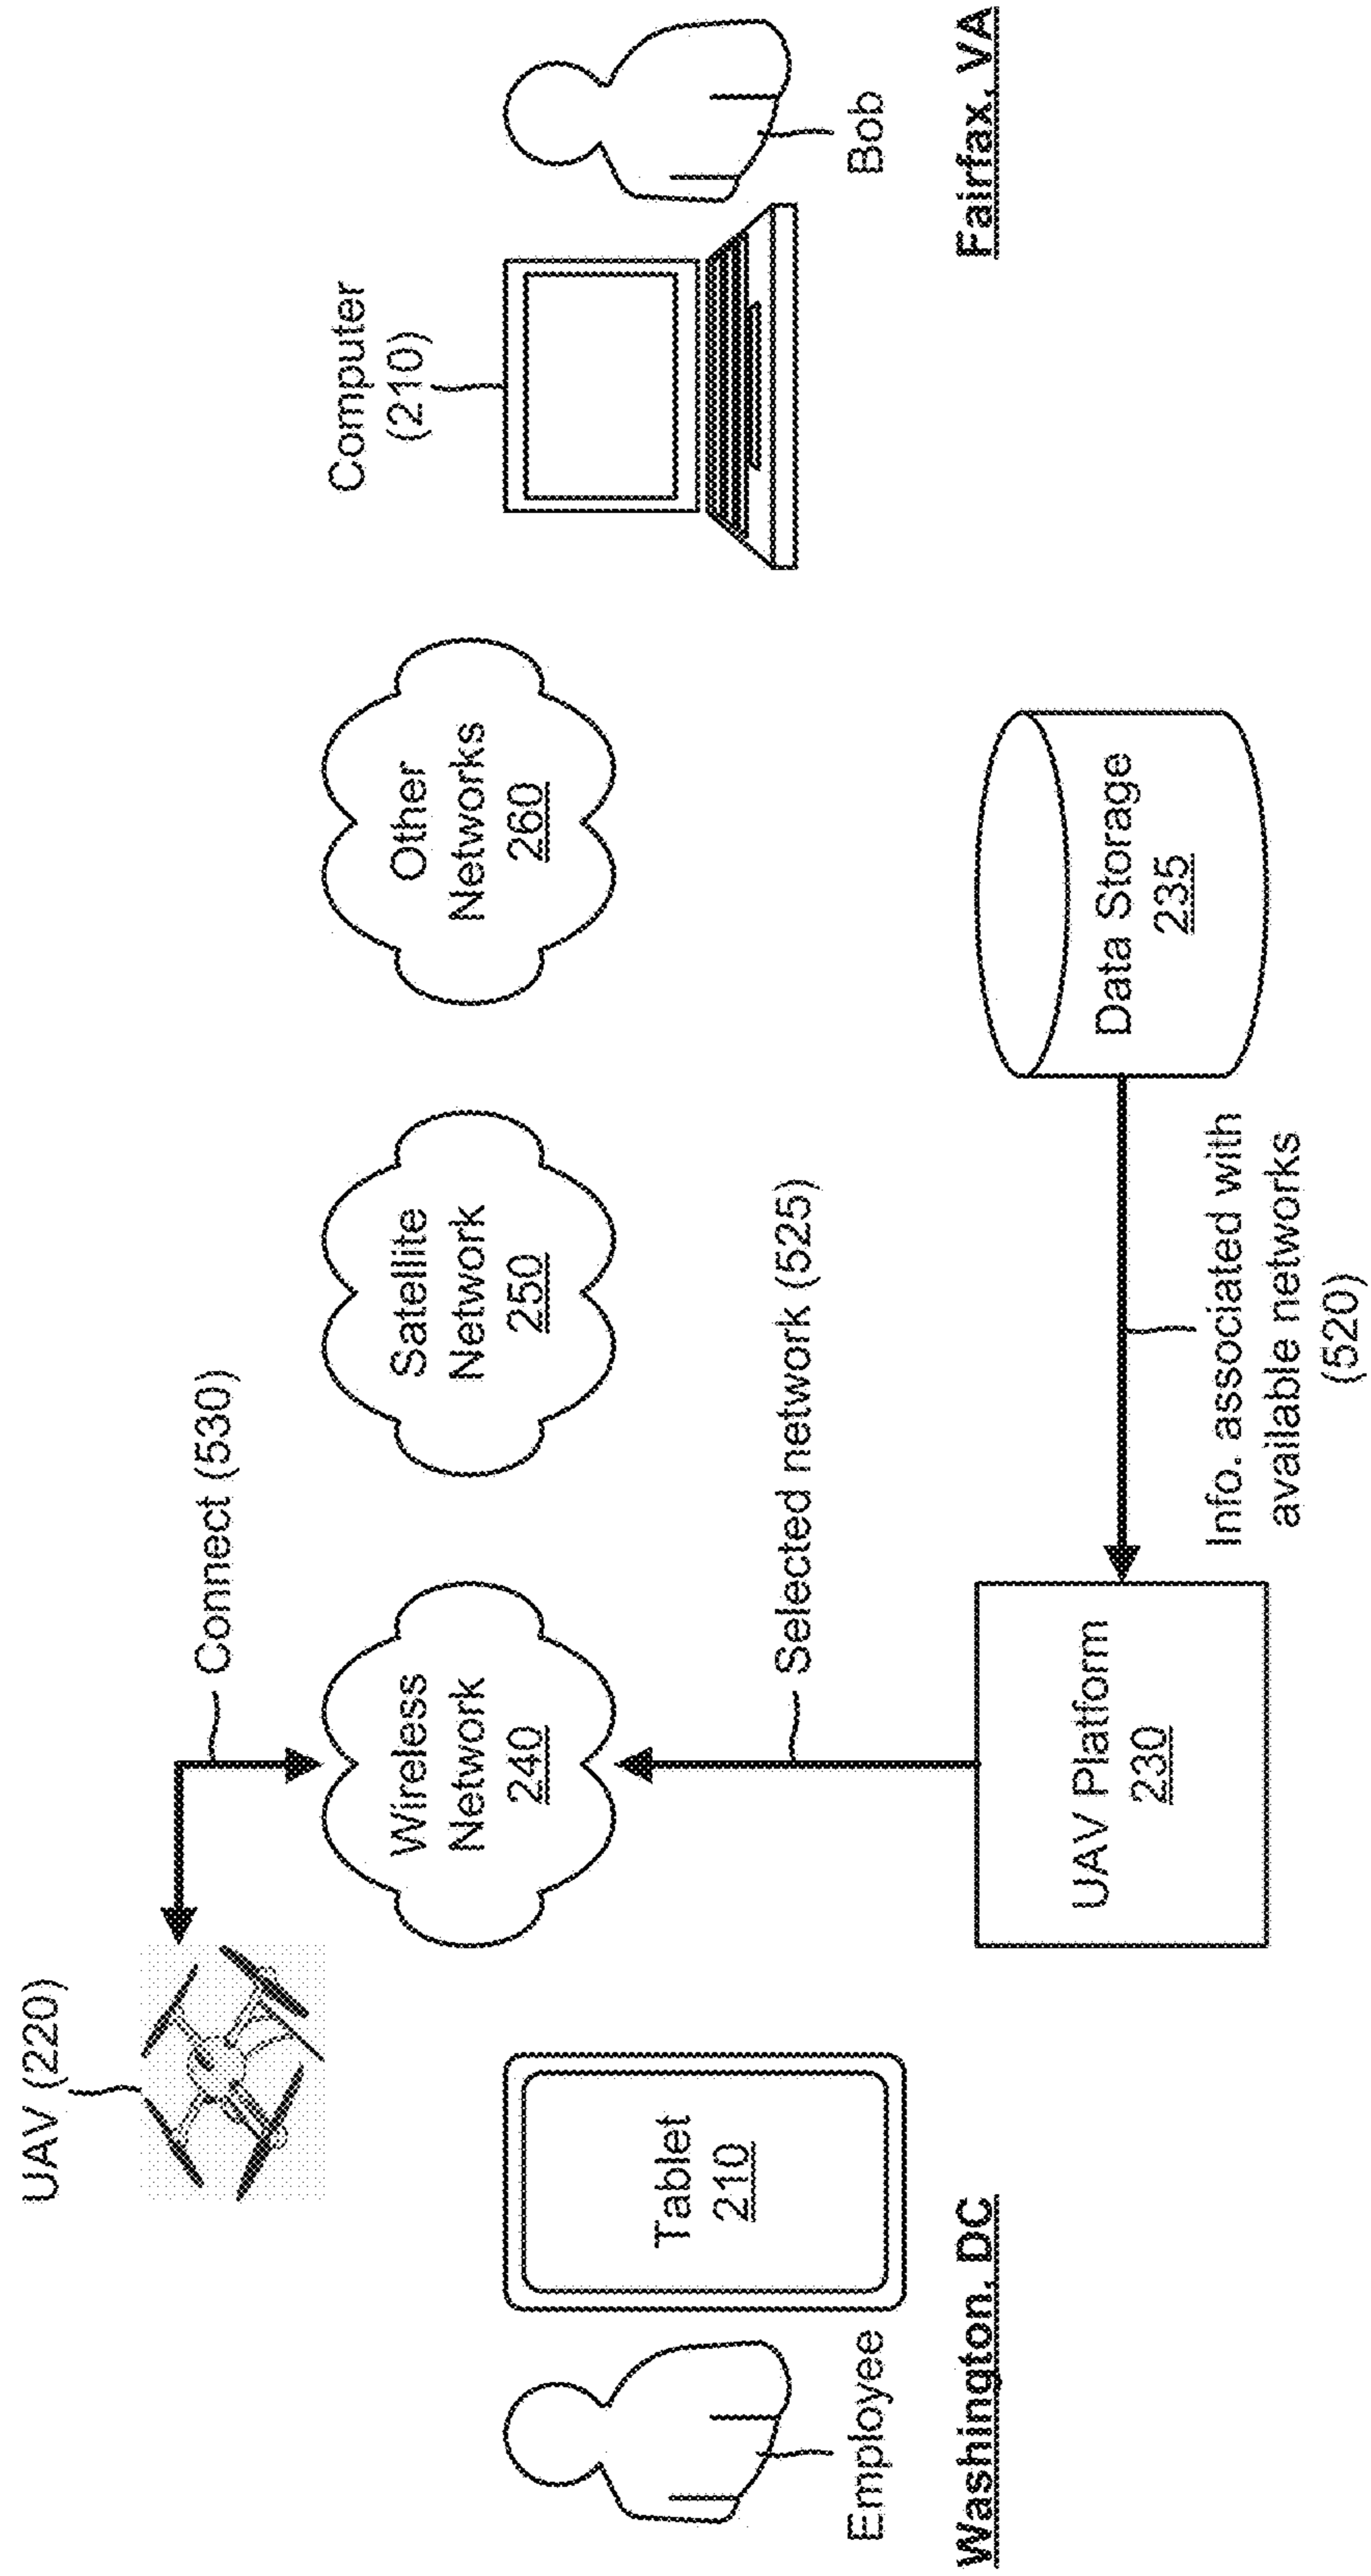 UAV (220)
Connect (530)
Computer
(210)
Wireless
Network
240
Satellite
Network
250
Other
Networks
260
Tablet
210
Selected network (525)
Employee
Bob
Washington, DC
Fairfax, VA
UAV Platform
230
Data Storage
235
Info. associated with
available networks
(520)